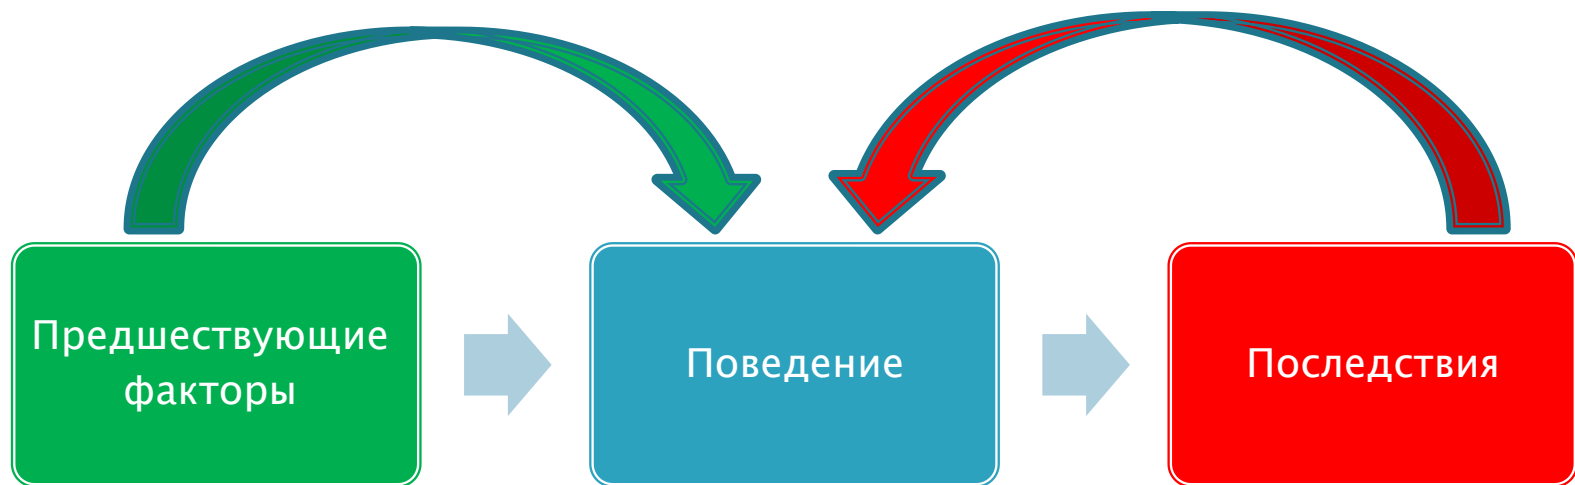 Предшествующие
факторы
Поведение
Последствия